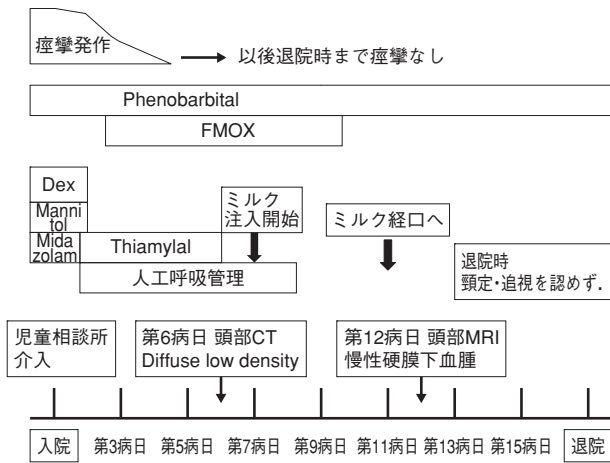 痙攣発作
以後退院時まで痙攣なし
Phenobarbital
FMOX
Dex
Manni
tol
Mida
zolam
Thiamylal
人工呼吸管理
ミルク
注入開始
ミルク経口へ
退院時
頸定・追視を認めず.
児童相談所
介入
第6病日 頭部CT
Diffuse low density
第12病日 頭部MRI
慢性硬膜下血腫
入院 第3病日 第5病日 第7病日 第9病日 第11病日 第13病日 第15病日 退院